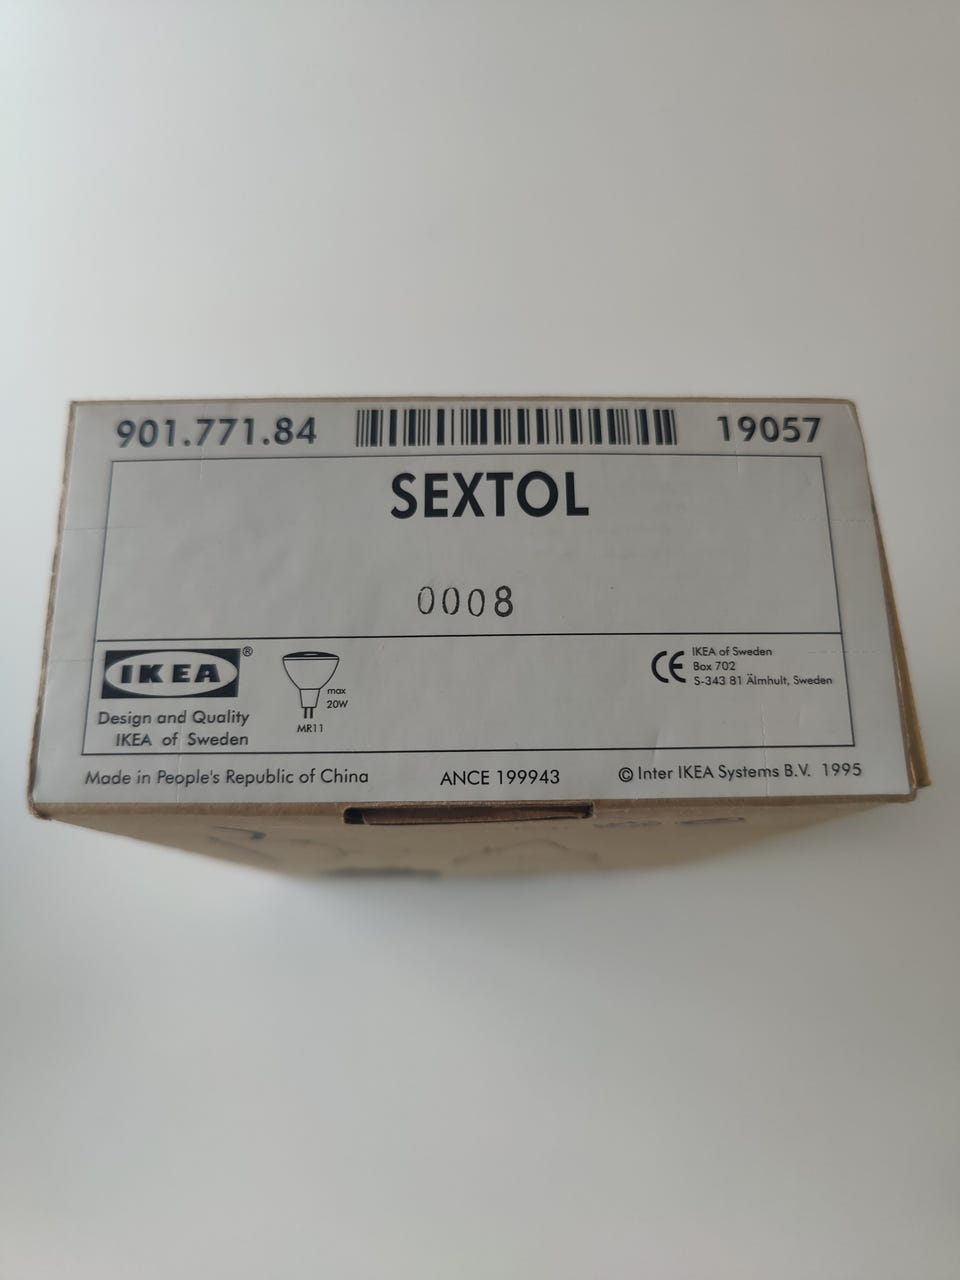 901.771.84 19057
SEXTOL
0008
IKEA®
Design and Quality
IKEA of Sweden
max
20W
MR11
CE
IKEA of Sweden
Box 702
S-343 81 Älmhult, Sweden
Made in People's Republic of China ANCE 199943 © Inter IKEA Systems B.V. 1995